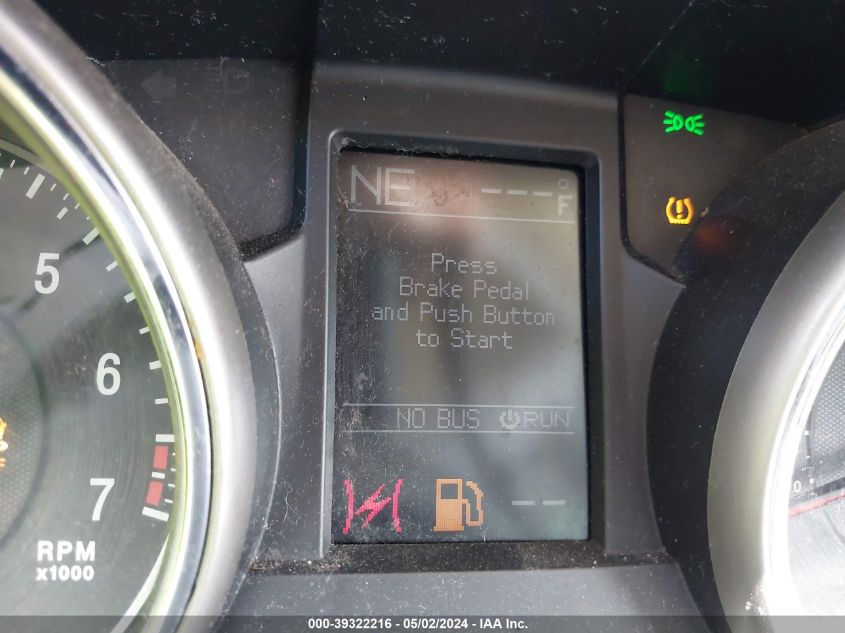 NE ---°F
Press
Brake Pedal
and Push Button
to Start
NO BUS RUN
--
5
6
7
RPM
x1000
000-39322216 - 05/02/2024 - IAA Inc.